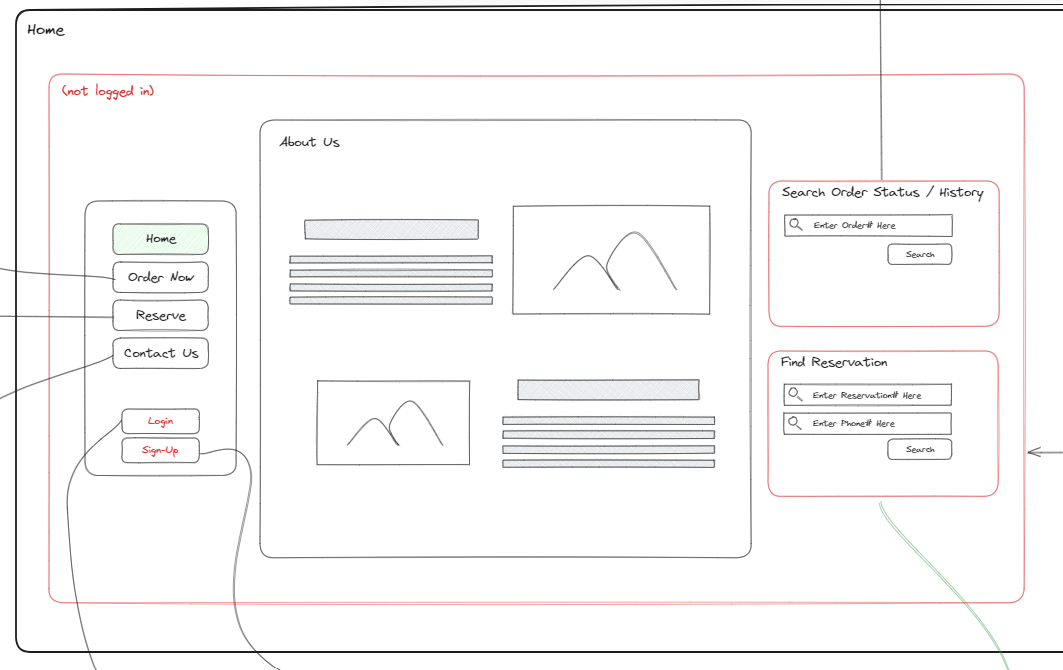 Home
(not logged in)
Home
Order Now
Reserve
Contact Us
Login
Sign-Up
About Us
Search Order Status / History
Enter Order# Here
Search
Find Reservation
Enter Reservation# Here
Enter Phone# Here
Search